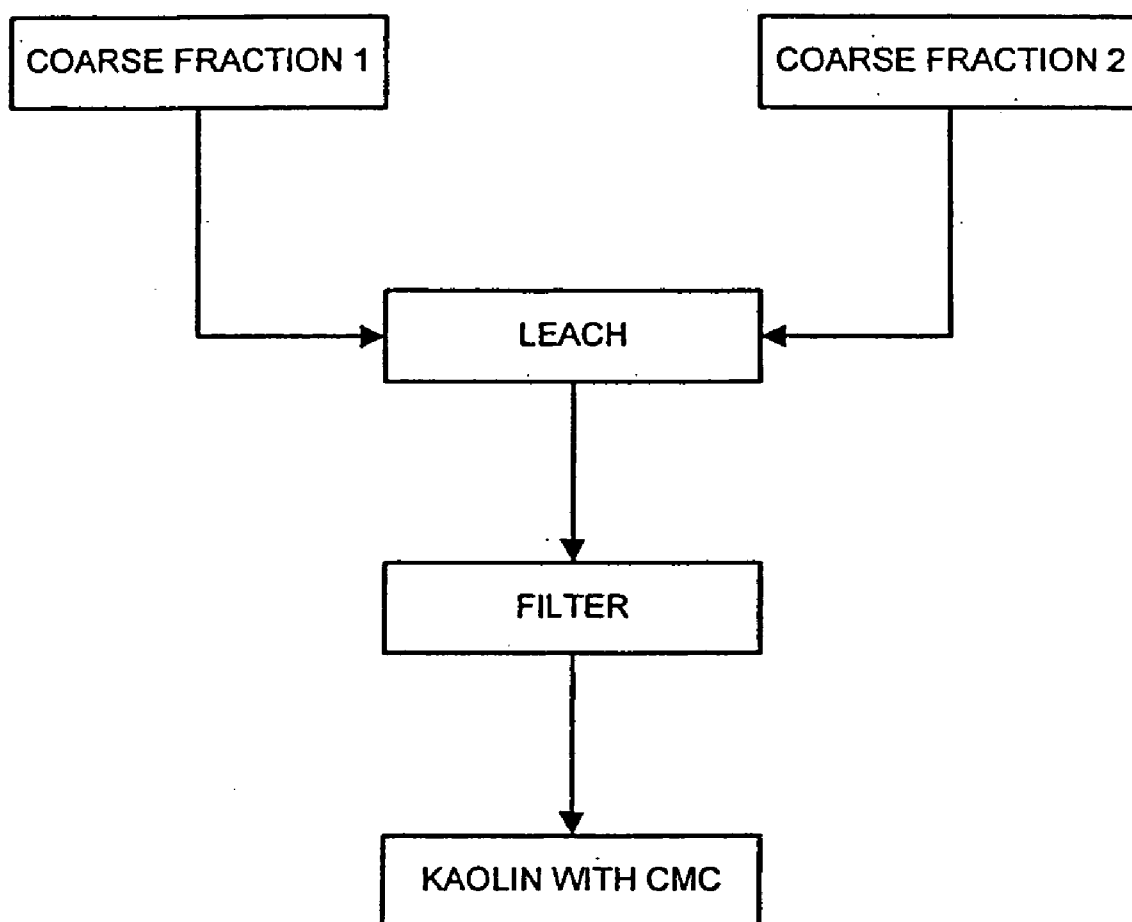 COARSE FRACTION 1
COARSE FRACTION 2
LEACH
FILTER
KAOLIN WITH CMC